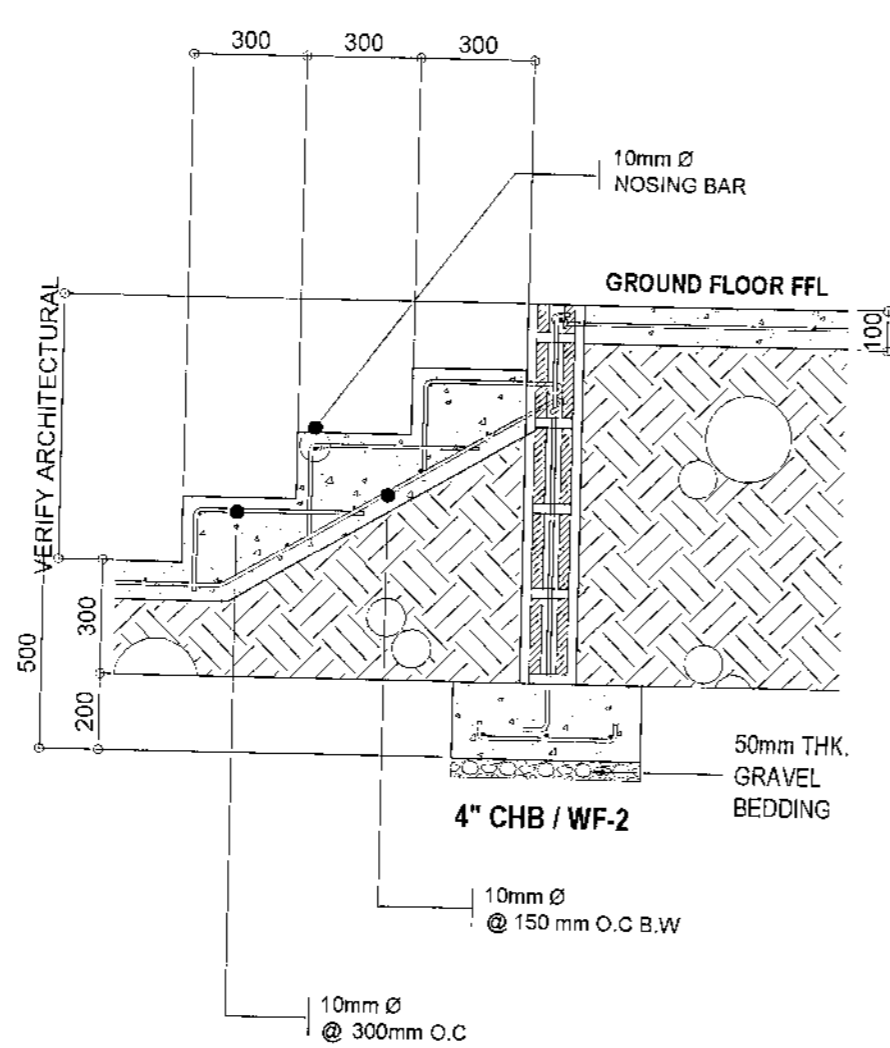 300 300 300
10mm Ø
NOSING BAR
GROUND FLOOR FFL
100
VERIFY ARCHITECTURAL
300
500
200
50mm THK.
GRAVEL
BEDDING
4" CHB / WF-2
10mm Ø
@ 150 mm O.C B.W
10mm Ø
@ 300mm O.C